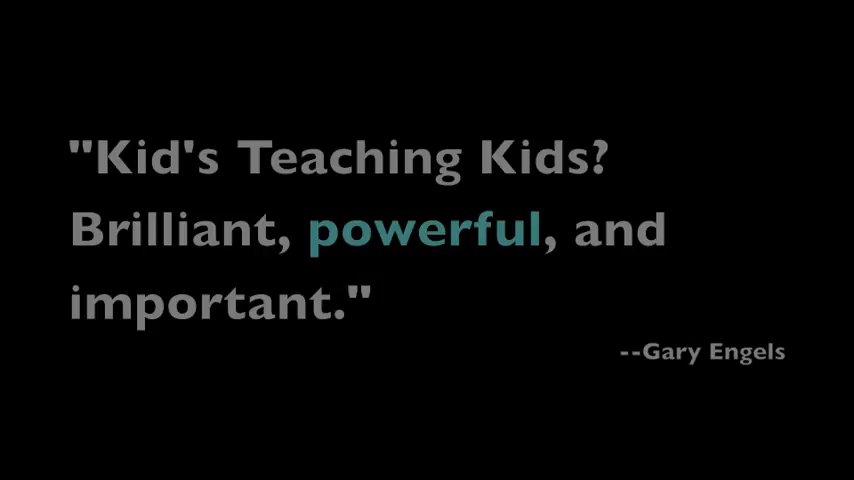 "Kid's Teaching Kids?
Brilliant, powerful, and
important."
--Gary Engels